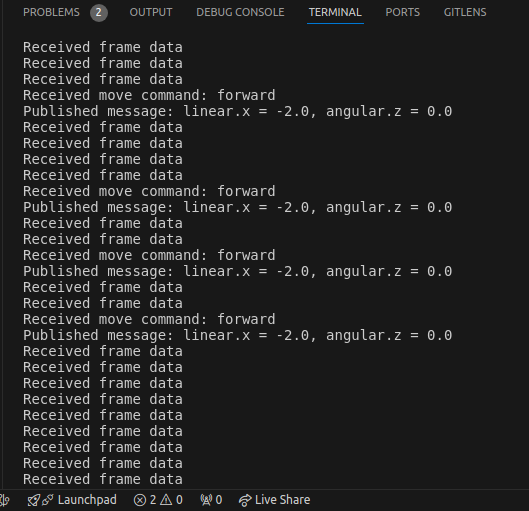 PROBLEMS 2 OUTPUT DEBUG CONSOLE TERMINAL PORTS GITLENS
Received frame data
Received frame data
Received frame data
Received move command: forward
Published message: linear.x = -2.0, angular.z = 0.0
Received frame data
Received frame data
Received frame data
Received frame data
Received move command: forward
Published message: linear.x = -2.0, angular.z = 0.0
Received frame data
Received frame data
Received move command: forward
Published message: linear.x = -2.0, angular.z = 0.0
Received frame data
Received frame data
Received move command: forward
Published message: linear.x = -2.0, angular.z = 0.0
Received frame data
Received frame data
Received frame data
Received frame data
Received frame data
Received frame data
Received frame data
Received frame data
Received frame data
Launchpad 2 0 0 Live Share